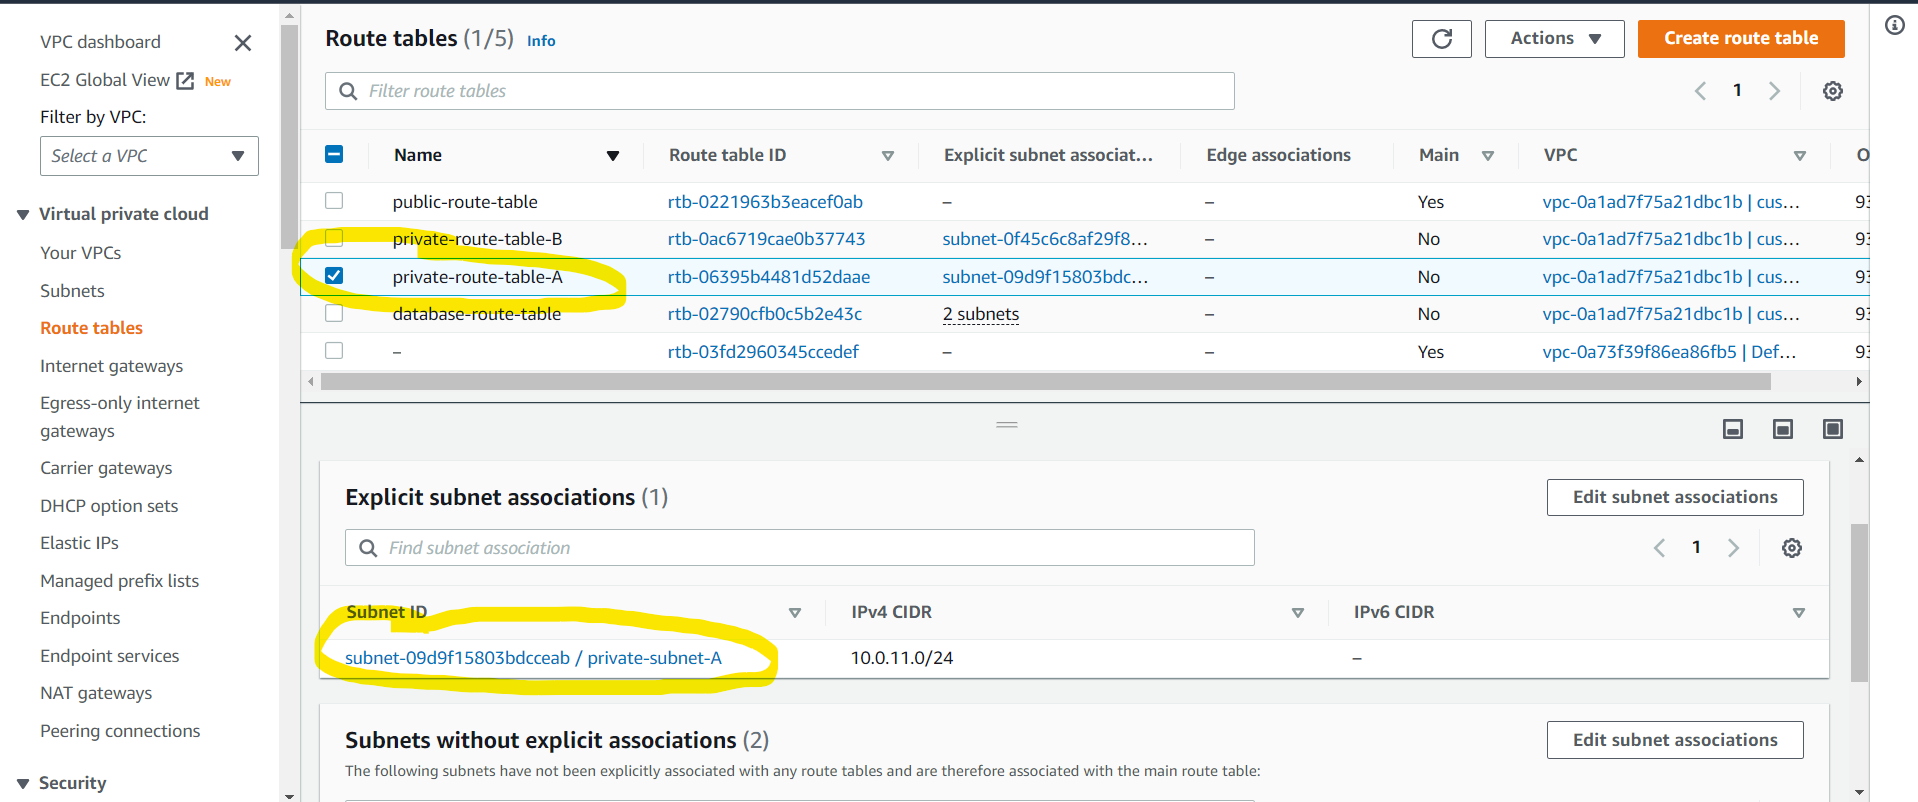 VPC dashboard
EC2 Global View New
Filter by VPC:
Select a VPC
Virtual private cloud
Your VPCs
Subnets
Route tables
Internet gateways
Egress-only internet
gateways
Carrier gateways
DHCP option sets
Elastic IPs
Managed prefix lists
Endpoints
Endpoint services
NAT gateways
Peering connections
Security
Route tables (1/5) Info
Actions
Create route table
Filter route tables
1
Name Route table ID Explicit subnet associat... Edge associations Main VPC O
public-route-table rtb-0221963b3eacef0ab – – Yes vpc-0a1ad7f75a21dbc1b | cus... 93
private-route-table-B rtb-0ac6719cae0b37743 subnet-0f45c6c8af29f8... – No vpc-0a1ad7f75a21dbc1b | cus... 93
private-route-table-A rtb-06395b4481d52daae subnet-09d9f15803bdc... – No vpc-0a1ad7f75a21dbc1b | cus... 93
database-route-table rtb-02790cfb0c5b2e43c 2 subnets – No vpc-0a1ad7f75a21dbc1b | cus... 93
– rtb-03fd2960345ccedef – – Yes vpc-0a73f39f86ea86fb5 | Def... 93
Explicit subnet associations (1)
Edit subnet associations
Find subnet association
1
Subnet ID IPv4 CIDR IPv6 CIDR
subnet-09d9f15803bdcceab / private-subnet-A 10.0.11.0/24 –
Subnets without explicit associations (2)
Edit subnet associations
The following subnets have not been explicitly associated with any route tables and are therefore associated with the main route table: